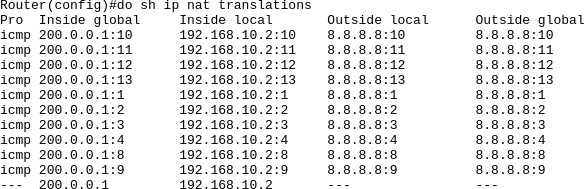 Router(config)#do sh ip nat translations
Pro  Inside global     Inside local       Outside local      Outside global
icmp 200.0.0.1:10      192.168.10.2:10    8.8.8.8:10         8.8.8.8:10
icmp 200.0.0.1:11      192.168.10.2:11    8.8.8.8:11         8.8.8.8:11
icmp 200.0.0.1:12      192.168.10.2:12    8.8.8.8:12         8.8.8.8:12
icmp 200.0.0.1:13      192.168.10.2:13    8.8.8.8:13         8.8.8.8:13
icmp 200.0.0.1:1       192.168.10.2:1     8.8.8.8:1          8.8.8.8:1
icmp 200.0.0.1:2       192.168.10.2:2     8.8.8.8:2          8.8.8.8:2
icmp 200.0.0.1:3       192.168.10.2:3     8.8.8.8:3          8.8.8.8:3
icmp 200.0.0.1:4       192.168.10.2:4     8.8.8.8:4          8.8.8.8:4
icmp 200.0.0.1:8       192.168.10.2:8     8.8.8.8:8          8.8.8.8:8
icmp 200.0.0.1:9       192.168.10.2:9     8.8.8.8:9          8.8.8.8:9
---  200.0.0.1         192.168.10.2       ---                ---